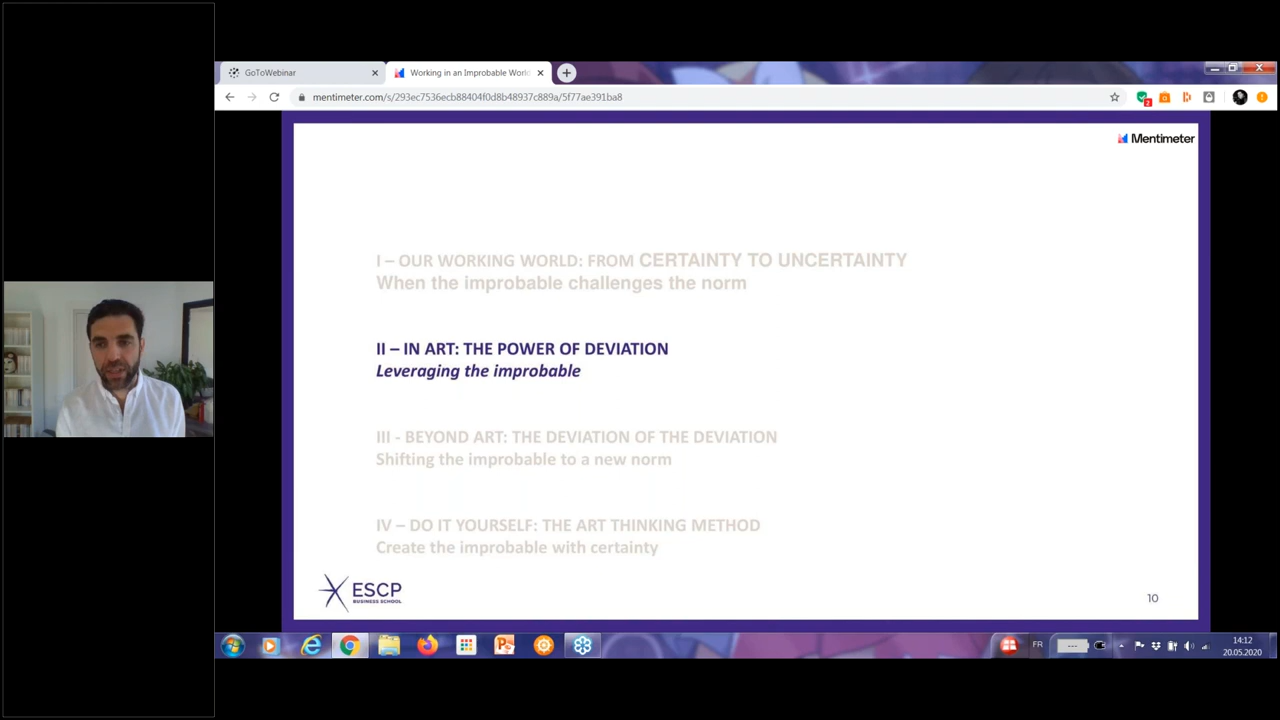 GoToWebinar
Working in an Improbable World
mentimeter.com/s/293ec7536ecb88404f0d8b48937c889a/5f77ae391ba8
Mentimeter
I – OUR WORKING WORLD: FROM CERTAINTY TO UNCERTAINTY
When the improbable challenges the norm
II – IN ART: THE POWER OF DEVIATION
Leveraging the improbable
III - BEYOND ART: THE DEVIATION OF THE DEVIATION
Shifting the improbable to a new norm
IV – DO IT YOURSELF: THE ART THINKING METHOD
Create the improbable with certainty
ESCP
BUSINESS SCHOOL
10
FR
14:12
20.05.2020